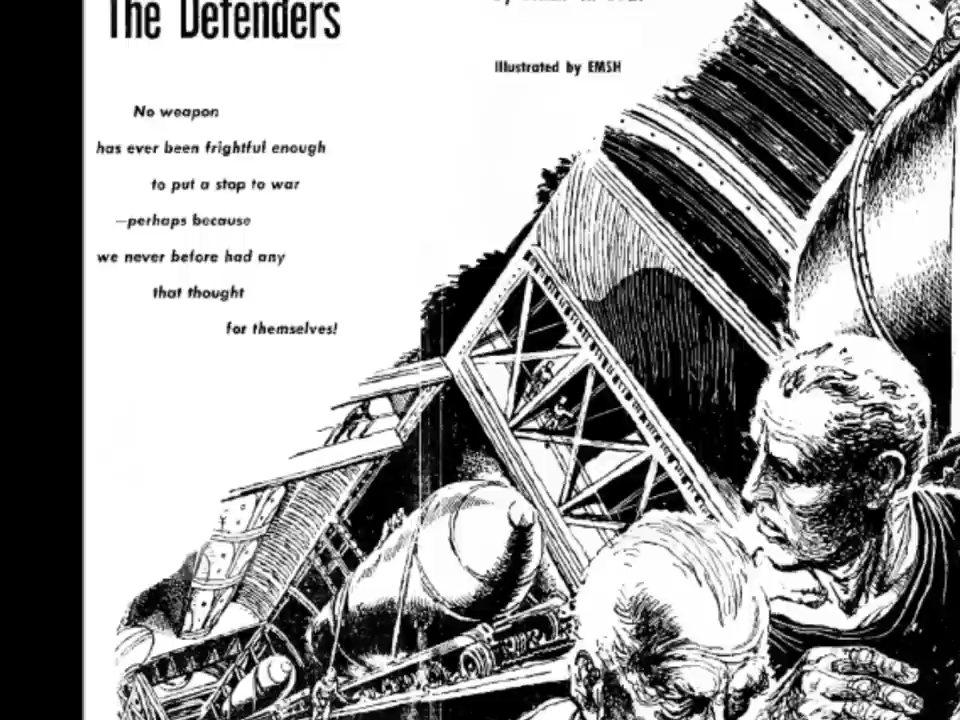 The Defenders
Illustrated by EMSH
No weapon
has ever been frightful enough
to put a stop to war
—perhaps because
we never before had any
that thought
for themselves!